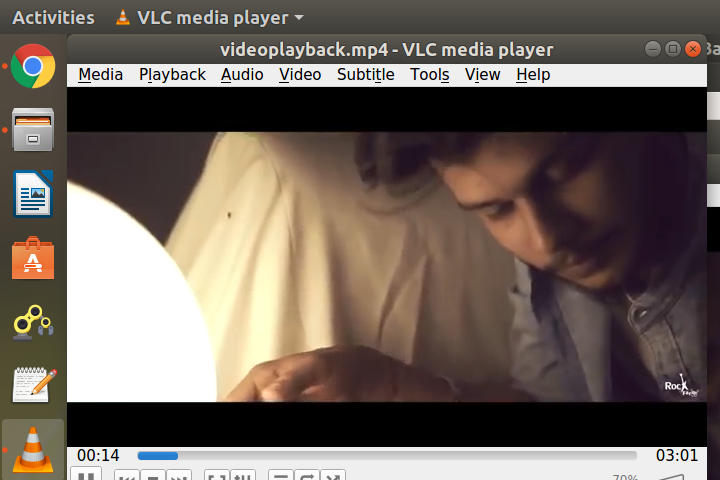 Activities VLC media player
videoplayback.mp4 - VLC media player
Media Playback Audio Video Subtitle Tools View Help
Rock
00:14 03:01
70%